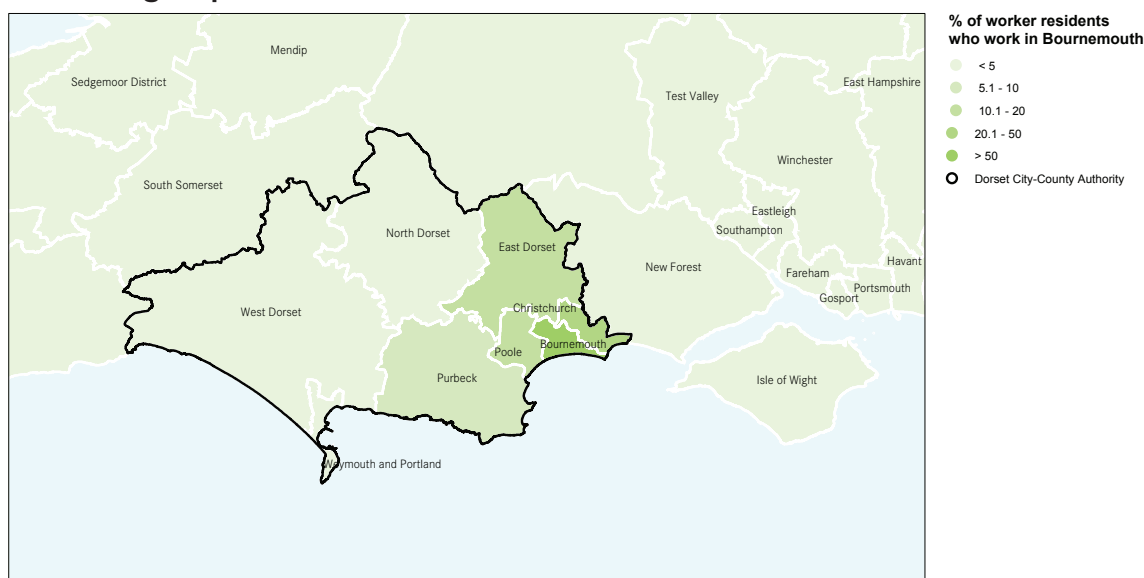 % of worker residents
who work in Bournemouth
< 5
5.1 - 10
10.1 - 20
20.1 - 50
> 50
Dorset City-County Authority
Mendip
Sedgemoor District
East Hampshire
Test Valley
Winchester
South Somerset
Eastleigh
Southampton
North Dorset
East Dorset
New Forest
Havant
Fareham
Portsmouth
Gosport
West Dorset
Christchurch
Bournemouth
Poole
Purbeck
Isle of Wight
Weymouth and Portland